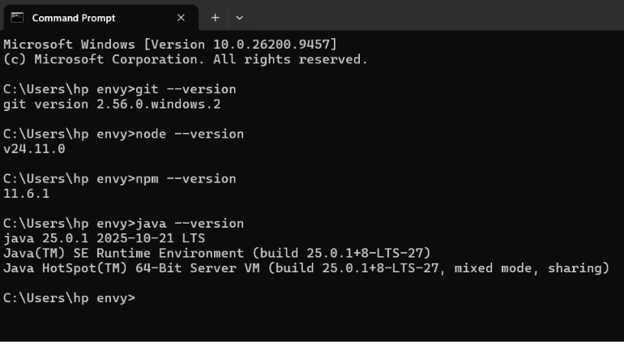 Command Prompt
Microsoft Windows [Version 10.0.26200.9457]
(c) Microsoft Corporation. All rights reserved.
C:\Users\hp envy>git --version
git version 2.56.0.windows.2
C:\Users\hp envy>node --version
v24.11.0
C:\Users\hp envy>npm --version
11.6.1
C:\Users\hp envy>java --version
java 25.0.1 2025-10-21 LTS
Java(TM) SE Runtime Environment (build 25.0.1+8-LTS-27)
Java HotSpot(TM) 64-Bit Server VM (build 25.0.1+8-LTS-27, mixed mode, sharing)
C:\Users\hp envy>